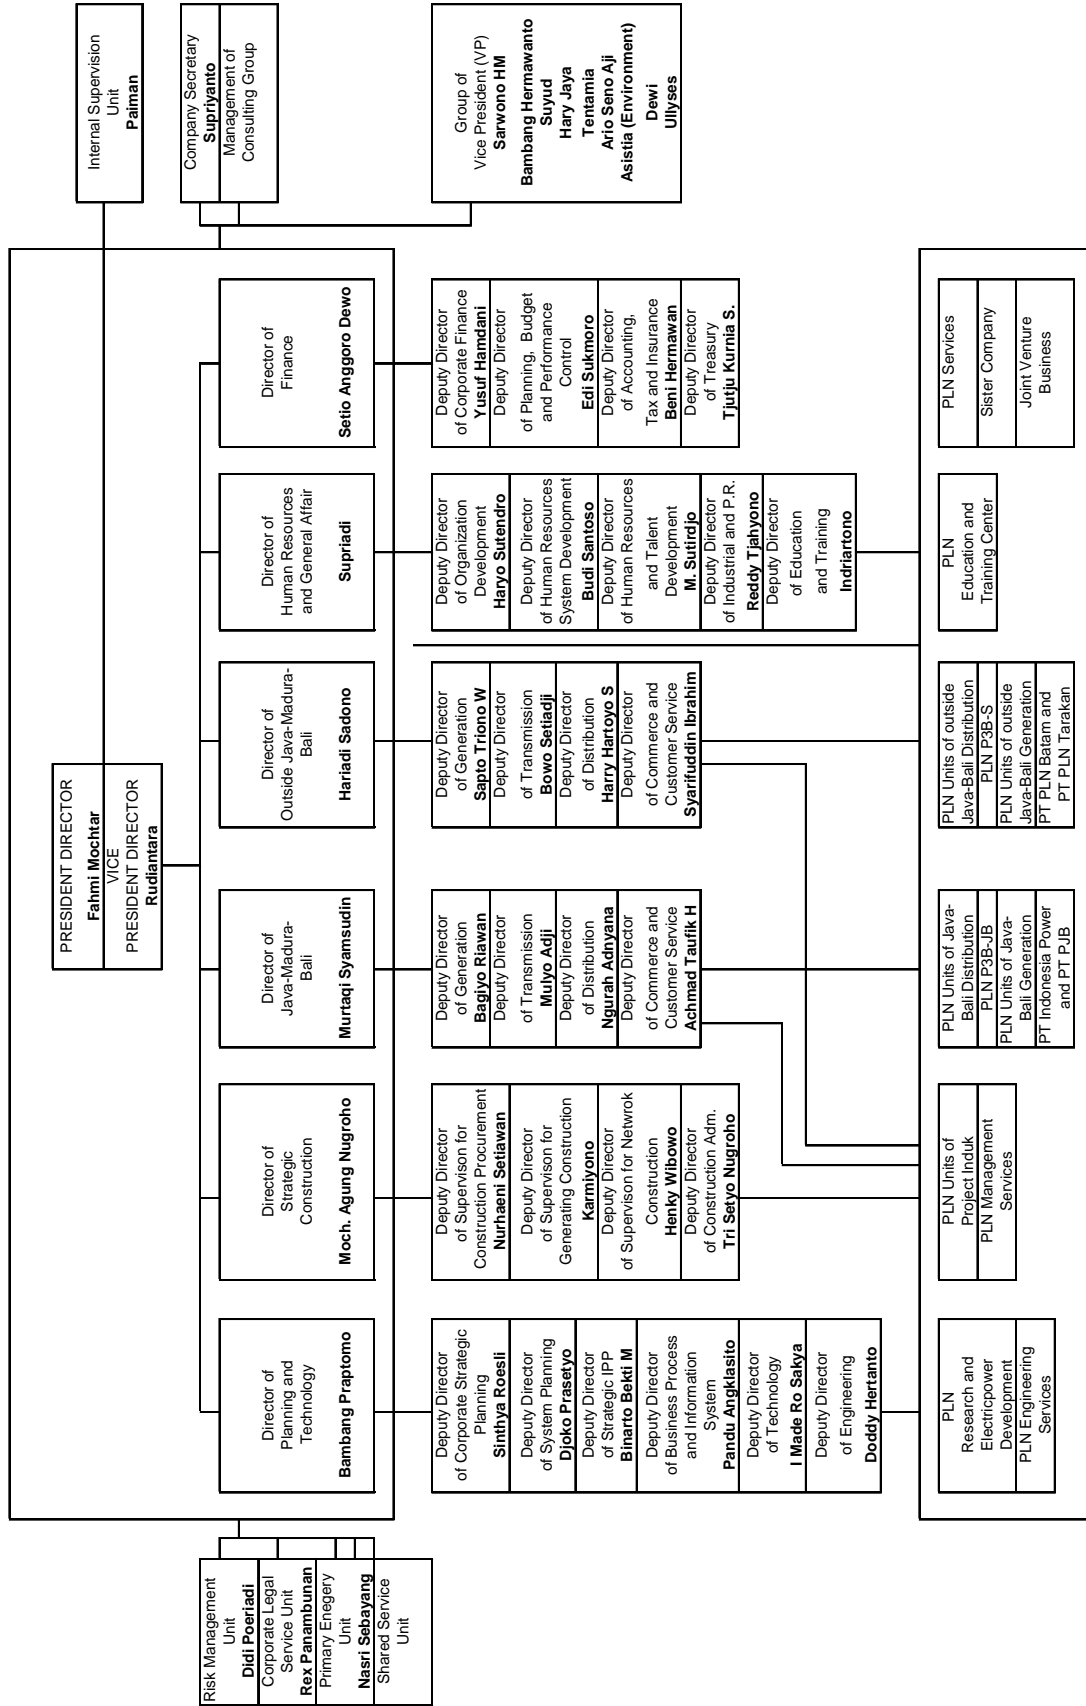 PRESIDENT DIRECTOR
Fahmi Mochtar
VICE
PRESIDENT DIRECTOR
Rudiantara
Internal Supervision
Unit
Paiman
Company Secretary
Supriyanto
Management of
Consulting Group
Group of
Vice President (VP)
Sarwono HM
Bambang Hermawanto
Suyud
Hary Jaya
Tentamia
Ario Seno Aji
Asistia (Environment)
Dewi
Ullyses
Risk Management
Unit
Didi Poeriadi
Corporate Legal
Service Unit
Rex Panambunan
Primary Enegery
Unit
Nasri Sebayang
Shared Service
Unit
Director of
Planning and
Technology
Bambang Praptomo
Director of
Strategic
Construction
Moch. Agung Nugroho
Director of
Java-Madura-
Bali
Murtaqi Syamsudin
Director of
Outside Java-Madura-
Bali
Hariadi Sadono
Director of
Human Resources
and General Affair
Supriadi
Director of
Finance
Setio Anggoro Dewo
Deputy Director
of Corporate Strategic
Planning
Sinthya Roesli
Deputy Director
of System Planning
Djoko Prasetyo
Deputy Director
of Strategic IPP
Binarto Bekti M
Deputy Director
of Business Process
and Information
System
Pandu Angklasito
Deputy Director
of Technology
I Made Ro Sakya
Deputy Director
of Engineering
Doddy Hertanto
Deputy Director
of Supervison for
Construction Procurement
Nurhaeni Setiawan
Deputy Director
of Supervison for
Generating Construction
Karmiyono
Deputy Director
of Supervison for Netwrok
Construction
Henky Wibowo
Deputy Director
of Construction Adm.
Tri Setyo Nugroho
Deputy Director
of Generation
Bagiyo Riawan
Deputy Director
of Transmission
Mulyo Adji
Deputy Director
of Distribution
Ngurah Adnyana
Deputy Director
of Commerce and
Customer Service
Achmad Taufik H
Deputy Director
of Generation
Sapto Triono W
Deputy Director
of Transmission
Bowo Setiadji
Deputy Director
of Distribution
Harry Hartoyo S
Deputy Director
of Commerce and
Customer Service
Syarifuddin Ibrahim
Deputy Director
of Organization
Development
Haryo Sutendro
Deputy Director
of Human Resources
System Development
Budi Santoso
Deputy Director
of Human Resources
and Talent
Development
M. Sutirdjo
Deputy Director
of Industrial and P.R.
Reddy Tjahyono
Deputy Director
of Education
and Training
Indriartono
Deputy Director
of Corporate Finance
Yusuf Hamdani
Deputy Director
of Planning, Budget
and Performance
Control
Edi Sukmoro
Deputy Director
of Accounting,
Tax and Insurance
Beni Hermawan
Deputy Director
of Treasury
Tjutju Kurnia S.
PLN
Research and
Electricpower
Development
PLN Engineering
Services
PLN Units of
Project Induk
PLN Management
Services
PLN Units of Java-
Bali Distribution
PLN P3B-JB
PLN Units of Java-
Bali Generation
PT Indonesia Power
and PT PJB
PLN Units of outside
Java-Bali Distribution
PLN P3B-S
PLN Units of outside
Java-Bali Generation
PT PLN Batam and
PT PLN Tarakan
PLN
Education and
Training Center
PLN Services
Sister Company
Joint Venture
Business